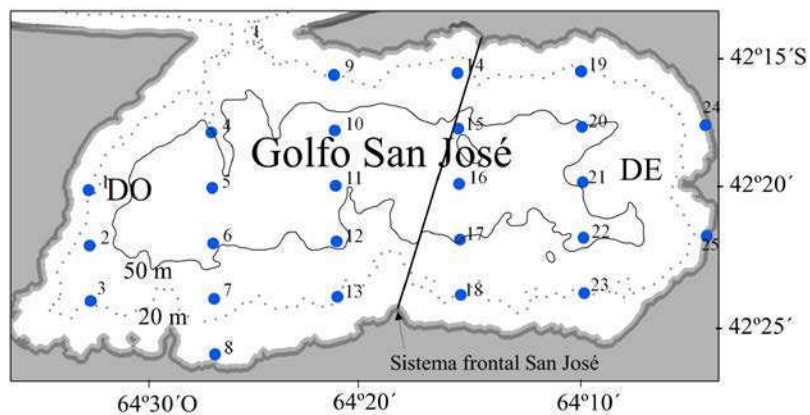 9
14
19
42º15´S
24
4
10
15
20
Golfo San José
1
DO
5
11
16
21
DE
42º20´
2
6
12
17
22
25
50 m
3
7
13
18
23
20 m
42º25´
8
Sistema frontal San José
64º30´O
64º20´
64º10´